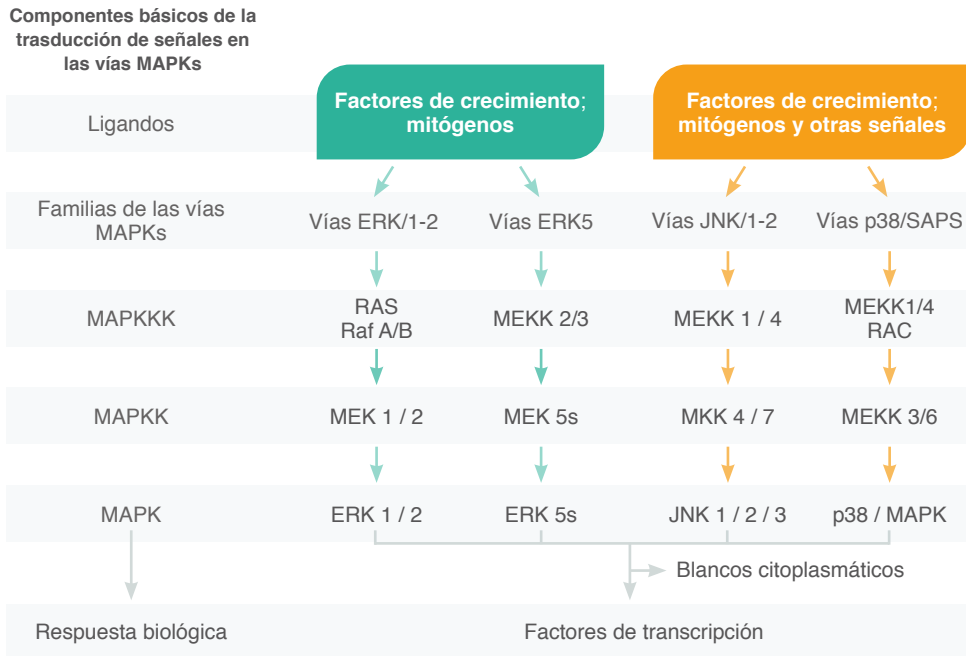 Componentes básicos de la
trasducción de señales en
las vías MAPKs
Ligandos
Factores de crecimiento;
mitógenos
Factores de crecimiento;
mitógenos y otras señales
Familias de las vías
MAPKs
Vías ERK/1-2
Vías ERK5
Vías JNK/1-2
Vías p38/SAPS
MAPKKK
RAS
Raf A/B
MEKK 2/3
MEKK 1 / 4
MEKK1/4
RAC
MAPKK
MEK 1 / 2
MEK 5s
MKK 4 / 7
MEKK 3/6
MAPK
ERK 1 / 2
ERK 5s
JNK 1 / 2 / 3
p38 / MAPK
Blancos citoplasmáticos
Respuesta biológica
Factores de transcripción